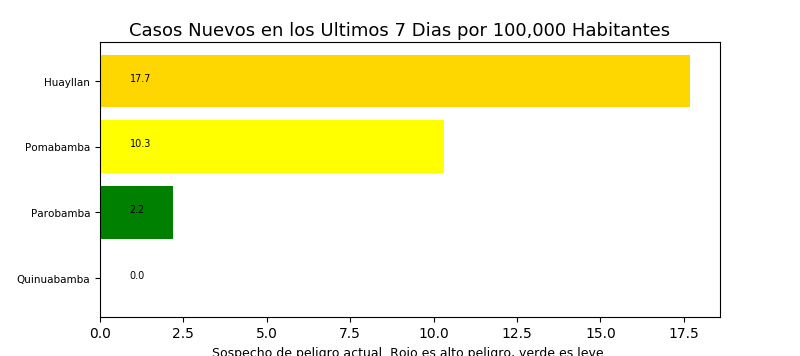 Casos Nuevos en los Ultimos 7 Dias por 100,000 Habitantes
Huayllan 17.7
Pomabamba 10.3
Parobamba 2.2
Quinuabamba 0.0
0.0 2.5 5.0 7.5 10.0 12.5 15.0 17.5
Sospecho de peligro actual. Rojo es alto peligro, verde es leve